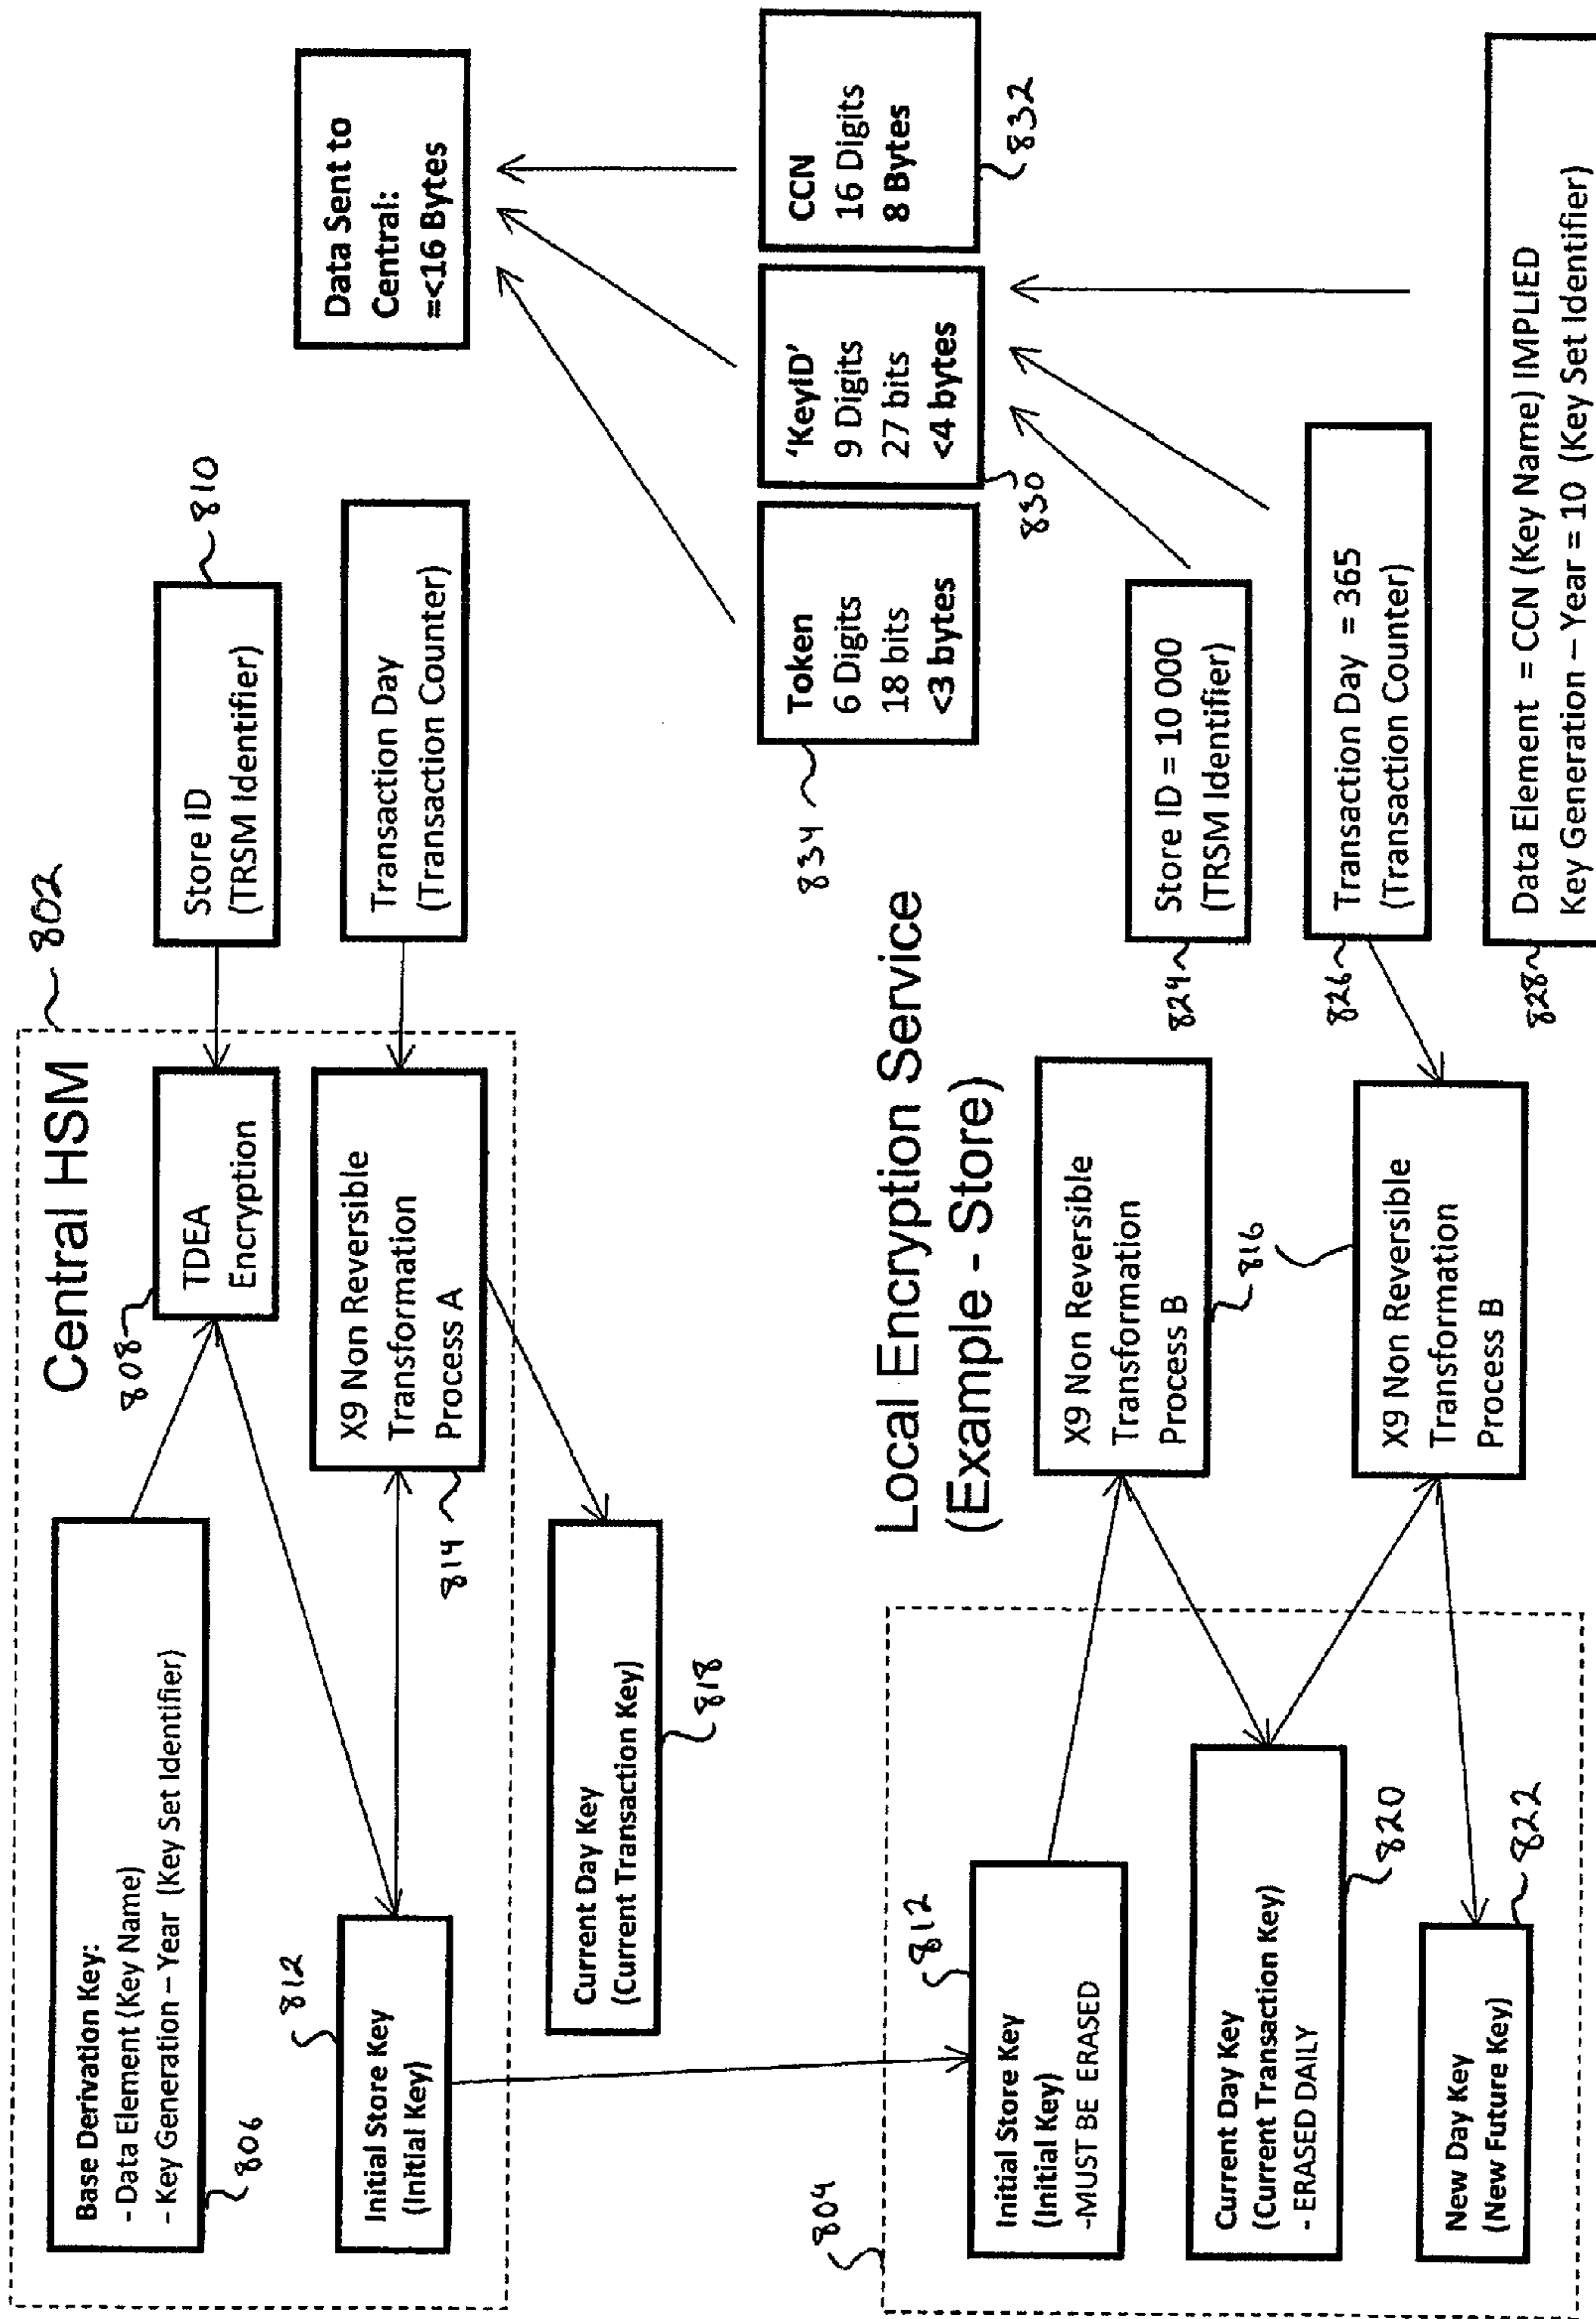 Central HSM
802
Base Derivation Key:
- Data Element (Key Name)
- Key Generation – Year (Key Set Identifier)
806
808
TDEA
Encryption
Store ID
(TRSM Identifier)
810
812
Initial Store Key
(Initial Key)
X9 Non Reversible
Transformation
Process A
814
Transaction Day
(Transaction Counter)
Current Day Key
(Current Transaction Key)
818
Data Sent to
Central:
=<16 Bytes
Token
6 Digits
18 bits
<3 bytes
834
'KeyID'
9 Digits
27 bits
<4 bytes
830
CCN
16 Digits
8 Bytes
832
Local Encryption Service
(Example - Store)
804
812
Initial Store Key
(Initial Key)
-MUST BE ERASED
X9 Non Reversible
Transformation
Process B
816
Store ID = 10 000
(TRSM Identifier)
824
Current Day Key
(Current Transaction Key)
- ERASED DAILY
820
X9 Non Reversible
Transformation
Process B
826
Transaction Day = 365
(Transaction Counter)
New Day Key
(New Future Key)
822
828
Data Element = CCN (Key Name) IMPLIED
Key Generation – Year = 10 (Key Set Identifier)